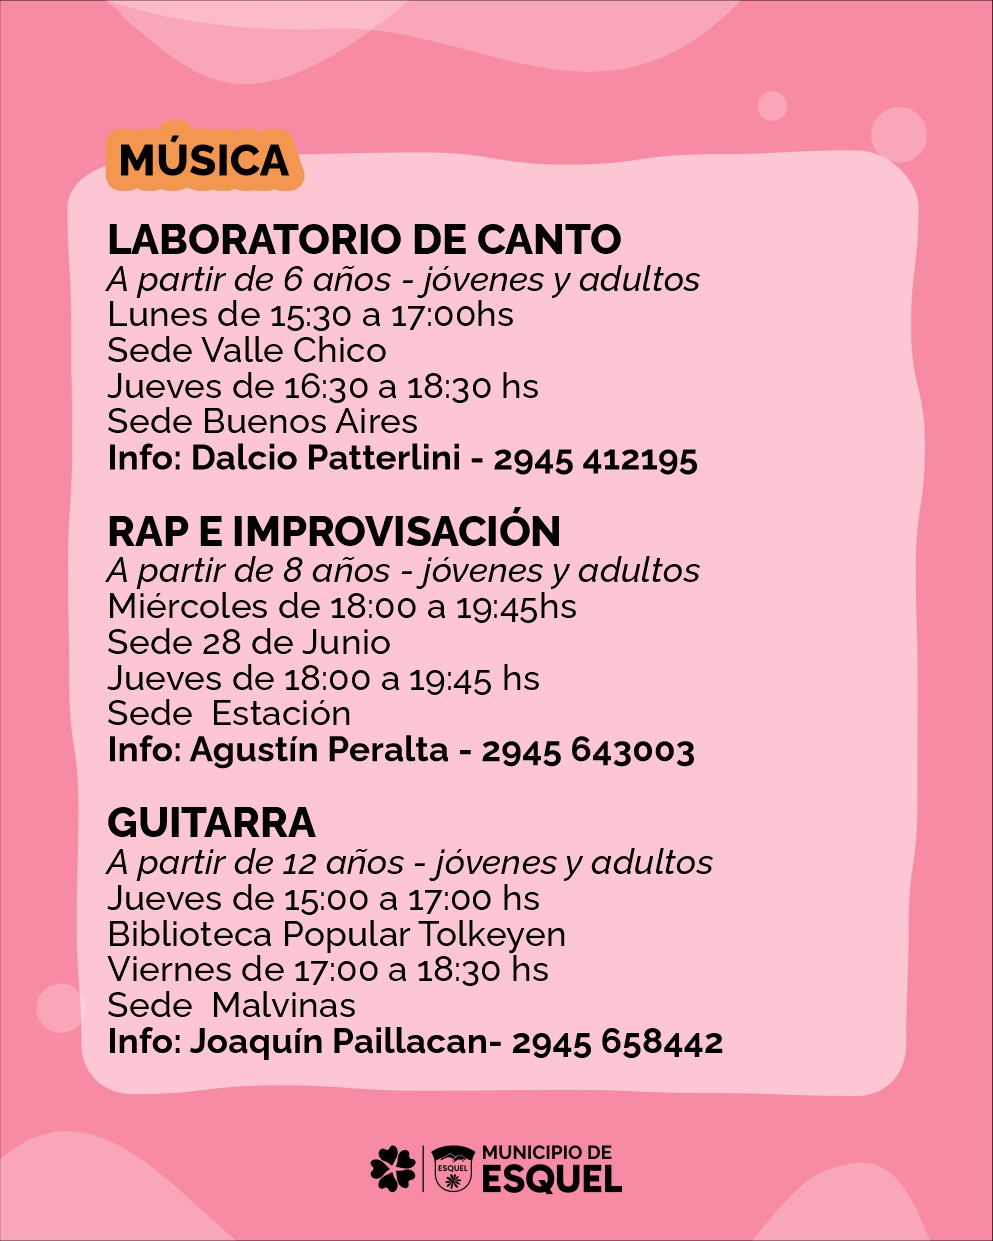 MÚSICA
LABORATORIO DE CANTO
A partir de 6 años - jóvenes y adultos
Lunes de 15:30 a 17:00hs
Sede Valle Chico
Jueves de 16:30 a 18:30 hs
Sede Buenos Aires
Info: Dalcio Patterlini - 2945 412195
RAP E IMPROVISACIÓN
A partir de 8 años - jóvenes y adultos
Miércoles de 18:00 a 19:45hs
Sede 28 de Junio
Jueves de 18:00 a 19:45 hs
Sede  Estación
Info: Agustín Peralta - 2945 643003
GUITARRA
A partir de 12 años - jóvenes y adultos
Jueves de 15:00 a 17:00 hs
Biblioteca Popular Tolkeyen
Viernes de 17:00 a 18:30 hs
Sede  Malvinas
Info: Joaquín Paillacan- 2945 658442
ESQUEL
MUNICIPIO DE
ESQUEL